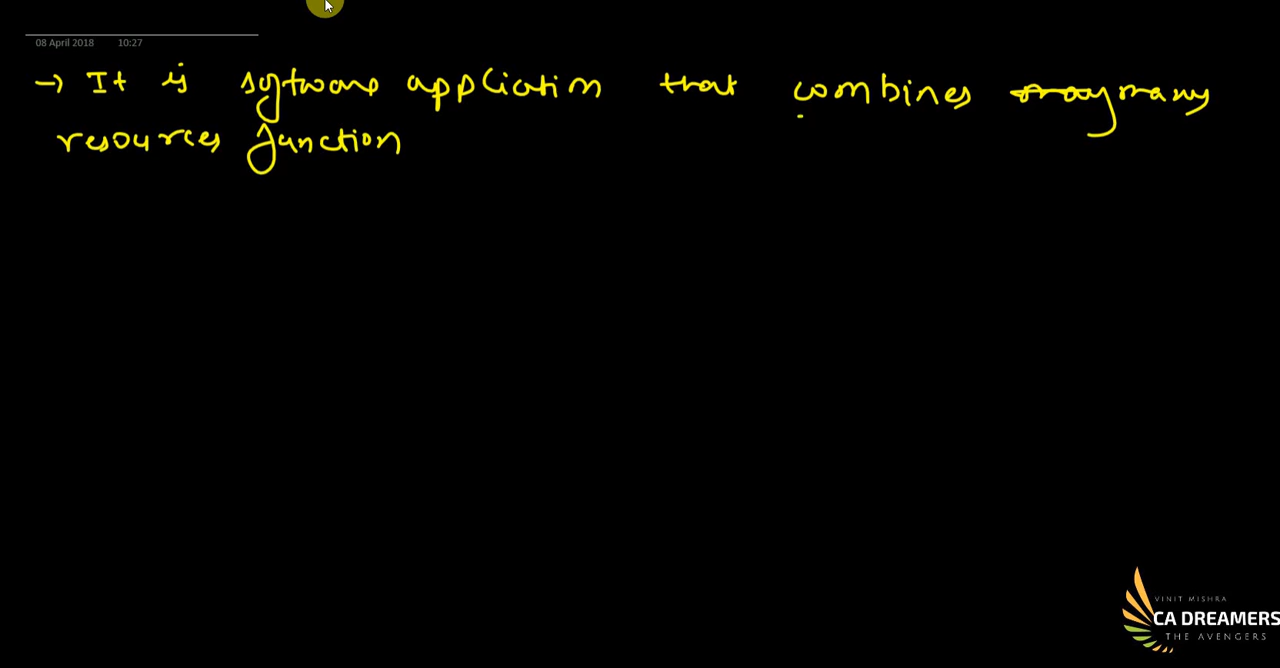 08 April 2018 10:27
→ It is software application that combines many
resources function
VINIT MISHRA
CA DREAMERS
THE AVENGERS